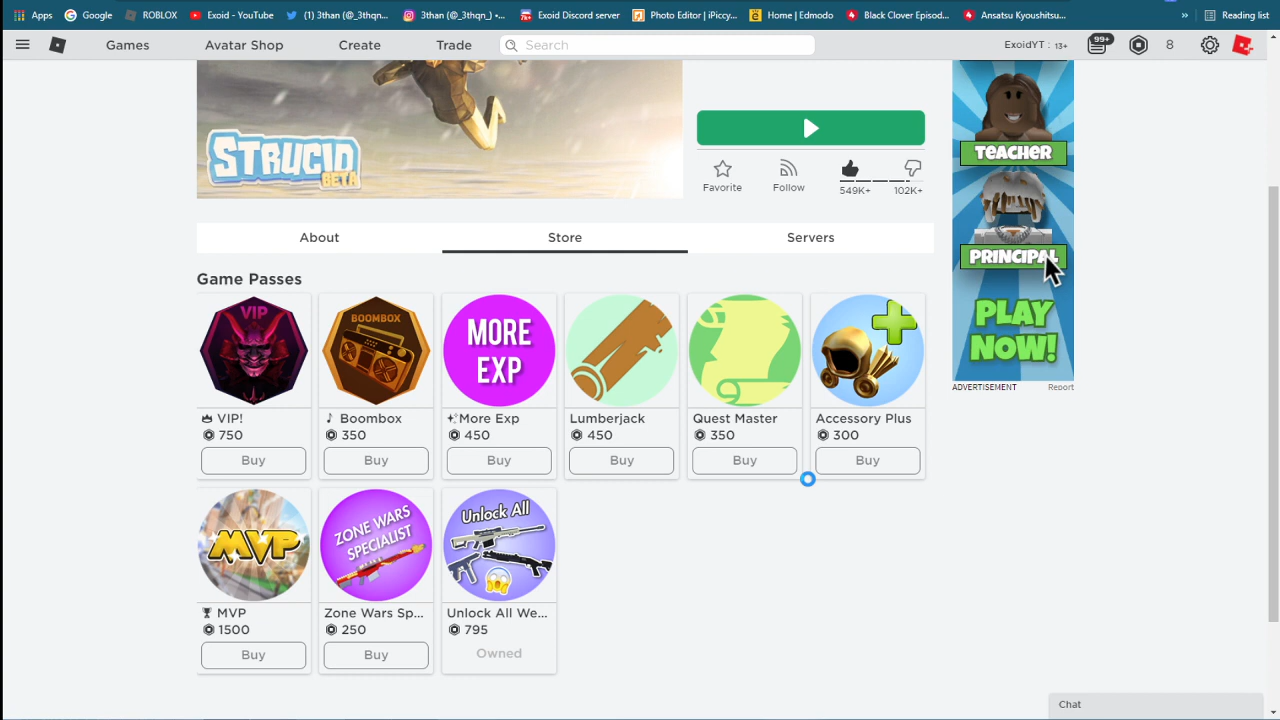 Apps Google ROBLOX Exoid - YouTube (1) 3than (@_3thqn... 3than (@_3thqn_) •... Exoid Discord server Photo Editor | iPiccy... Home | Edmodo Black Clover Episod... Ansatsu Kyoushitsu... » Reading list
Games Avatar Shop Create Trade Search ExoidYT : 13+ 99+ 8
STRUCID
BETA
Favorite Follow 549K+ 102K+
TEACHER
PRINCIPAL
PLAY
NOW!
ADVERTISEMENT Report
About Store Servers
Game Passes
VIP BOOMBOX MORE
EXP
VIP! ♪ Boombox More Exp Lumberjack Quest Master Accessory Plus
750 350 450 450 350 300
Buy Buy Buy Buy Buy Buy
MVP ZONE WARS
SPECIALIST Unlock All
MVP Zone Wars Sp... Unlock All We...
1500 250 795
Buy Buy Owned
Chat